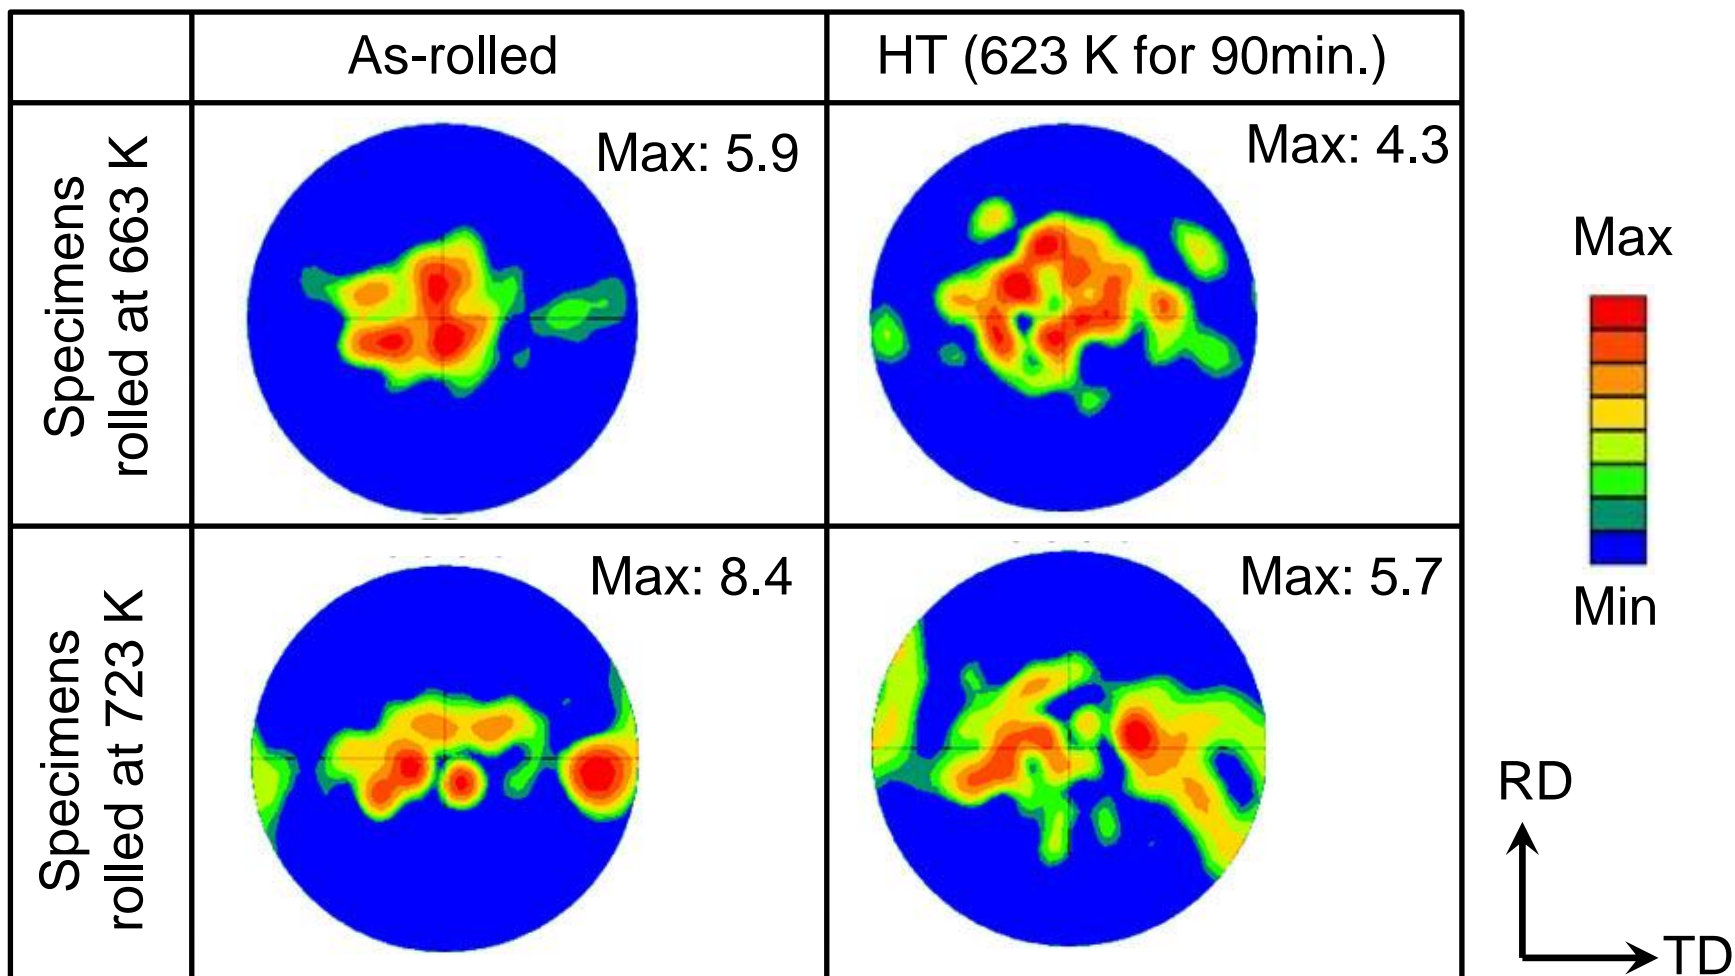 As-rolled
HT (623 K for 90min.)
Specimens
rolled at 663 K
Max: 5.9
Max: 4.3
Specimens
rolled at 723 K
Max: 8.4
Max: 5.7
Max
Min
RD
TD